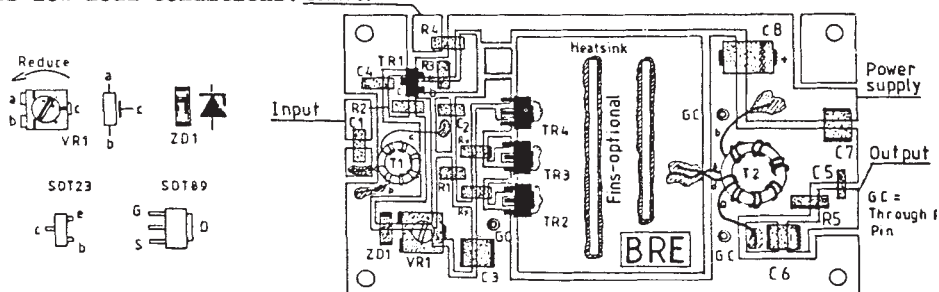 Reduce
a
b
c
VR1
a
c
b
ZD1
SOT23
SOT89
e
c
b
G
S
D
Input
R4
TR1
R3
C4
R2
C1
C2
T1
R1
ZD1
VR1
C3
GC
TR4
TR3
TR2
Heatsink
Fins-optional
BRE
C8
+
Power
supply
GC
C7
T2
C5
Output
R5
GC =
Through
Pin
GC
C6